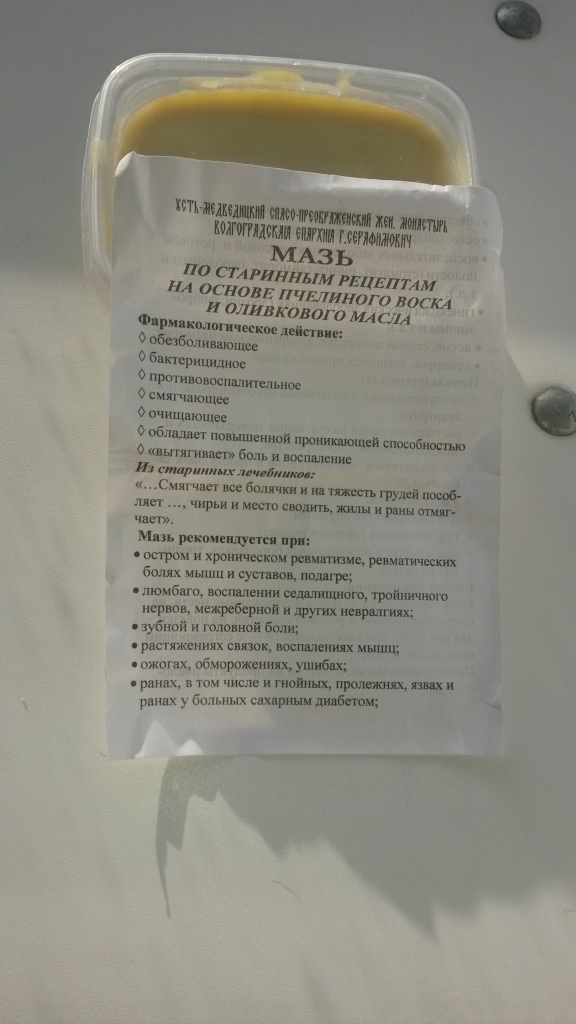 УСТЬ-МЕДВЕДИЦКИЙ СПАСО-ПРЕОБРАЖЕНСКИЙ ЖЕН. МОНАСТЫРЬ
ВОЛГОГРАДСКАЯ ЕПАРХИЯ Г.СЕРАФИМОВИЧ
МАЗЬ
ПО СТАРИННЫМ РЕЦЕПТАМ
НА ОСНОВЕ ПЧЕЛИНОГО ВОСКА
И ОЛИВКОВОГО МАСЛА
Фармакологическое действие:
◊ обезболивающее
◊ бактерицидное
◊ противовоспалительное
◊ смягчающее
◊ очищающее
◊ обладает повышенной проникающей способностью
◊ «вытягивает» боль и воспаление
Из старинных лечебников:
«…Смягчает все болячки и на тяжесть грудей пособ-
ляет …, чирьи и место сводить, жилы и раны отмяг-
чает».
Мазь рекомендуется при:
• остром и хроническом ревматизме, ревматических
болях мышц и суставов, подагре;
• люмбаго, воспалении седалищного, тройничного
нервов, межреберной и других невралгиях;
• зубной и головной боли;
• растяжениях связок, воспалениях мышц;
• ожогах, обморожениях, ушибах;
• ранах, в том числе и гнойных, пролежнях, язвах и
ранах у больных сахарным диабетом;